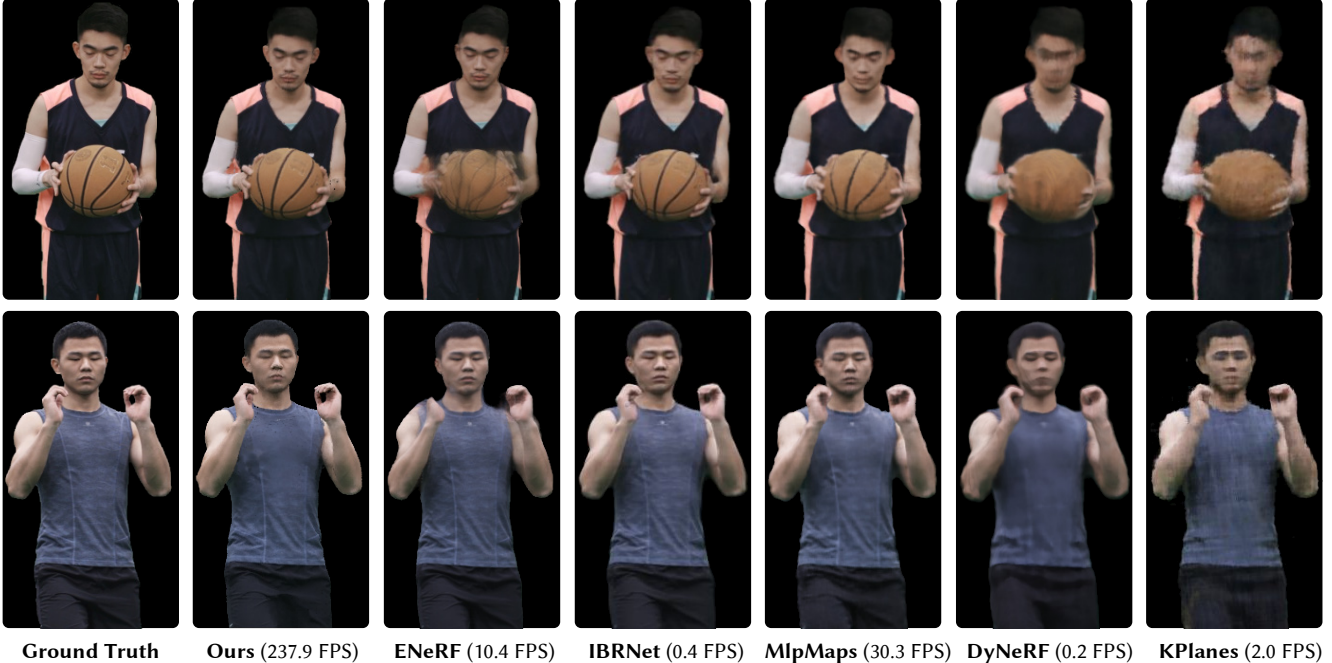 Ground Truth Ours (237.9 FPS) ENeRF (10.4 FPS) IBRNet (0.4 FPS) MlpMaps (30.3 FPS) DyNeRF (0.2 FPS) KPlanes (2.0 FPS)